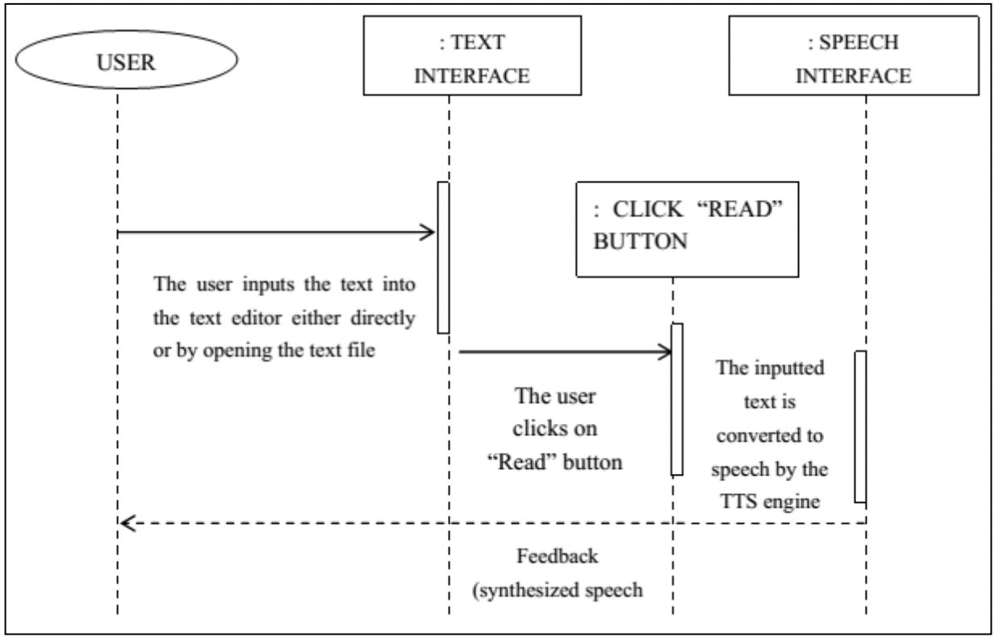 USER
: TEXT
INTERFACE
: SPEECH
INTERFACE
: CLICK “READ”
BUTTON
The user inputs the text into
the text editor either directly
or by opening the text file
The user
clicks on
“Read” button
The inputted
text is
converted to
speech by the
TTS engine
Feedback
(synthesized speech